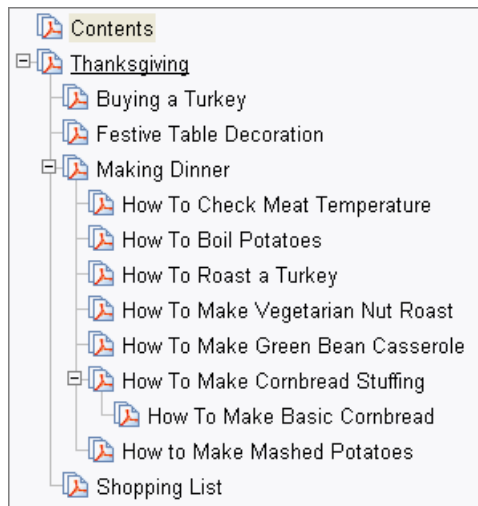 Contents
Thanksgiving
Buying a Turkey
Festive Table Decoration
Making Dinner
How To Check Meat Temperature
How To Boil Potatoes
How To Roast a Turkey
How To Make Vegetarian Nut Roast
How To Make Green Bean Casserole
How To Make Cornbread Stuffing
How To Make Basic Cornbread
How to Make Mashed Potatoes
Shopping List